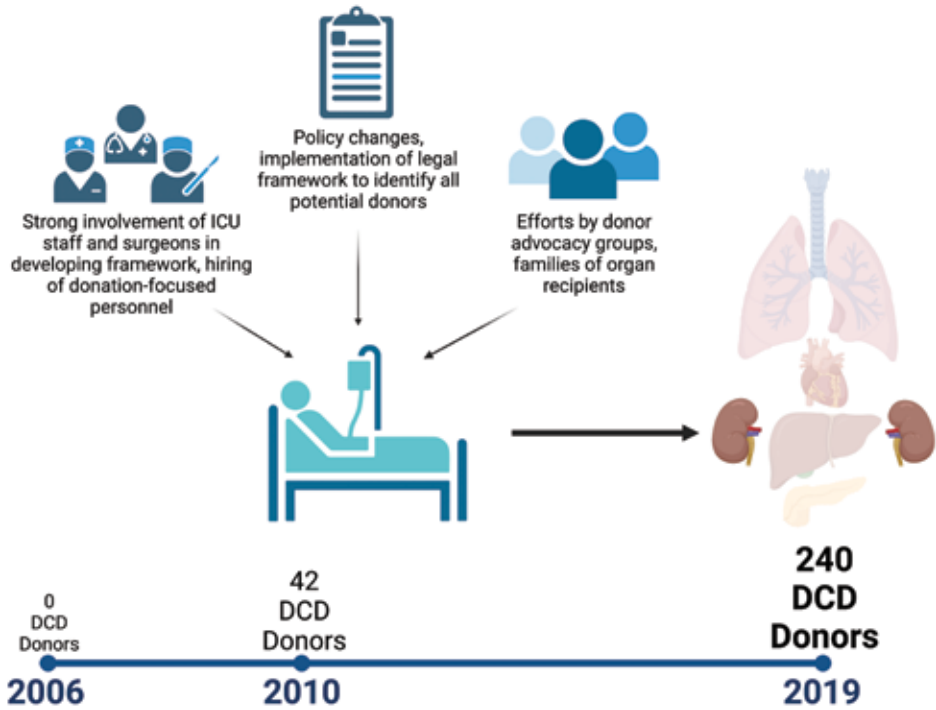 Strong involvement of ICU
staff and surgeons in
developing framework, hiring
of donation-focused
personnel
Policy changes,
implementation of legal
framework to identify all
potential donors
Efforts by donor
advocacy groups,
families of organ
recipients
0
DCD
Donors
42
DCD
Donors
240
DCD
Donors
2006
2010
2019